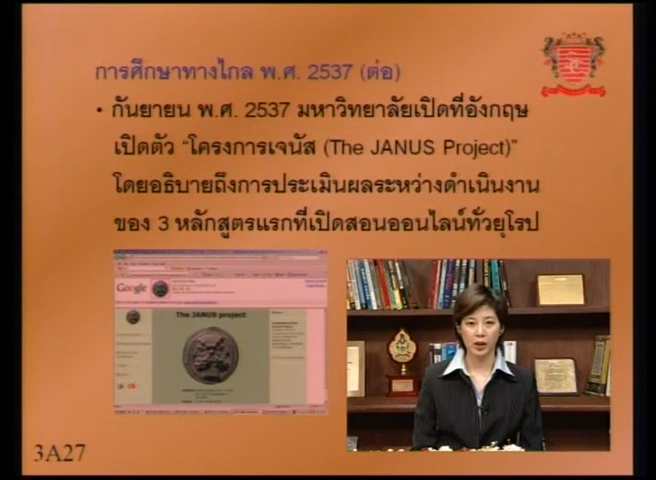 การศึกษาทางไกล พ.ศ. 2537 (ต่อ)
• กันยายน พ.ศ. 2537 มหาวิทยาลัยเปิดที่อังกฤษ
เปิดตัว "โครงการเจนัส (The JANUS Project)"
โดยอธิบายถึงการประเมินผลระหว่างดำเนินงาน
ของ 3 หลักสูตรแรกที่เปิดสอนออนไลน์ทั่วยุโรป
Google
The JANUS project
3A27